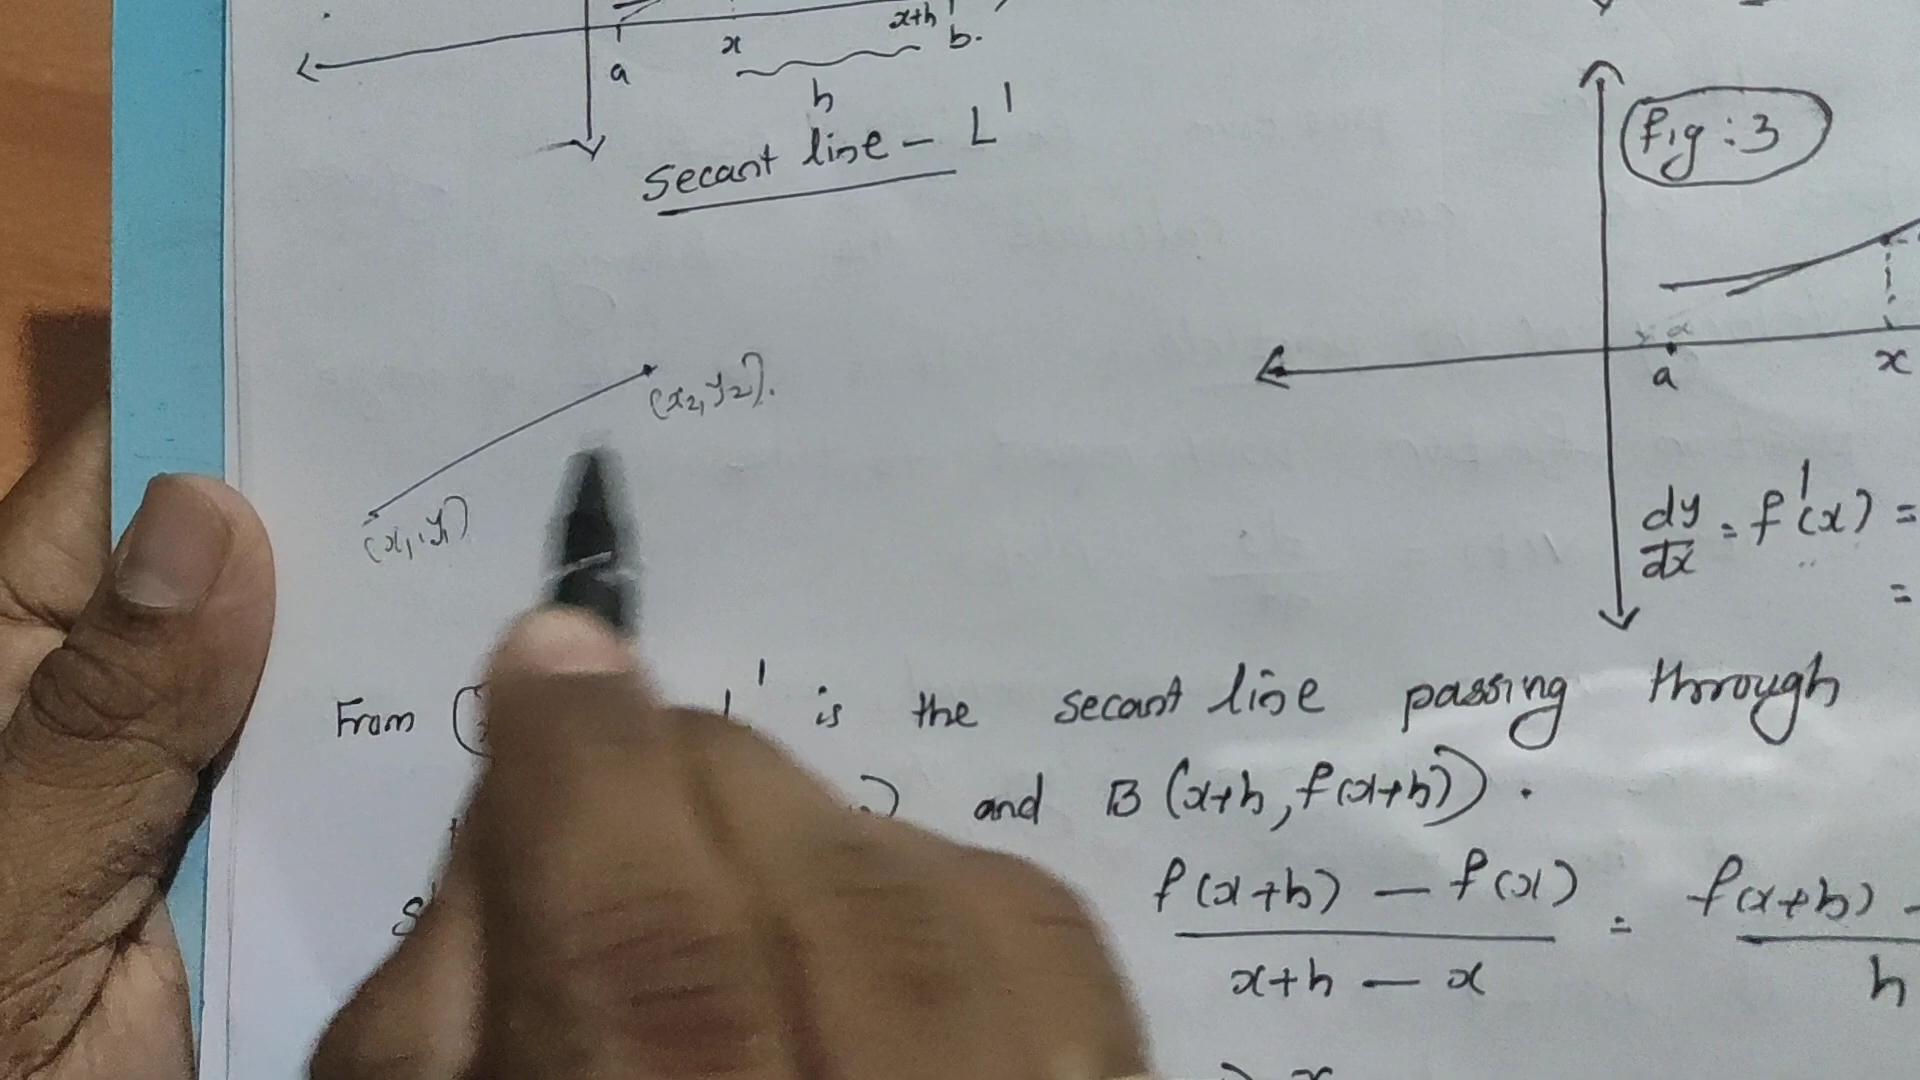 x+h
a x b.
h
Secant line - L'
Fig: 3
(x2, y2).
(x1, y1)
a x
dy/dx = f'(x) =
=
From ( L' is the secant line passing through
) and B (x+h, f(x+h)).
f(x+h) - f(x) / x+h - x = f(x+h) - / h